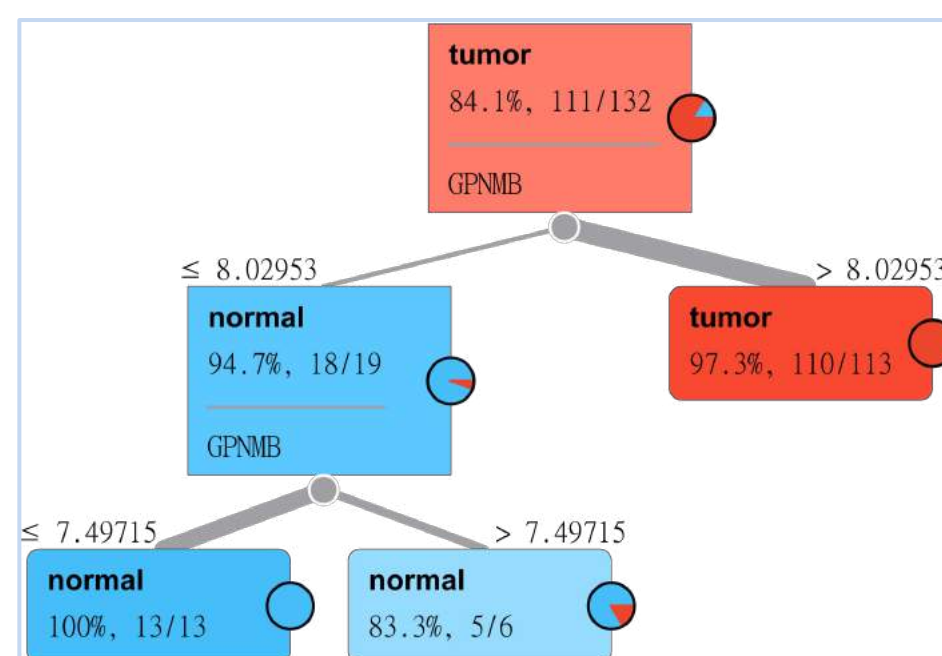 tumor
84.1%, 111/132
GPNMB
≤ 8.02953
> 8.02953
normal
94.7%, 18/19
GPNMB
tumor
97.3%, 110/113
≤ 7.49715
> 7.49715
normal
100%, 13/13
normal
83.3%, 5/6